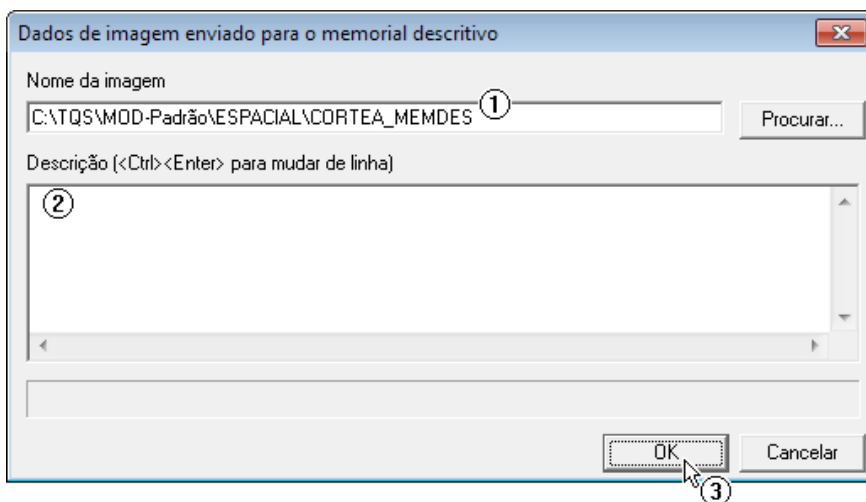 Dados de imagem enviado para o memorial descritivo
Nome da imagem
C:\TQS\MOD-Padrão\ESPACIAL\CORTEA_MEMDES
1
Procurar...
Descrição (<Ctrl><Enter> para mudar de linha)
2
OK
Cancelar
3